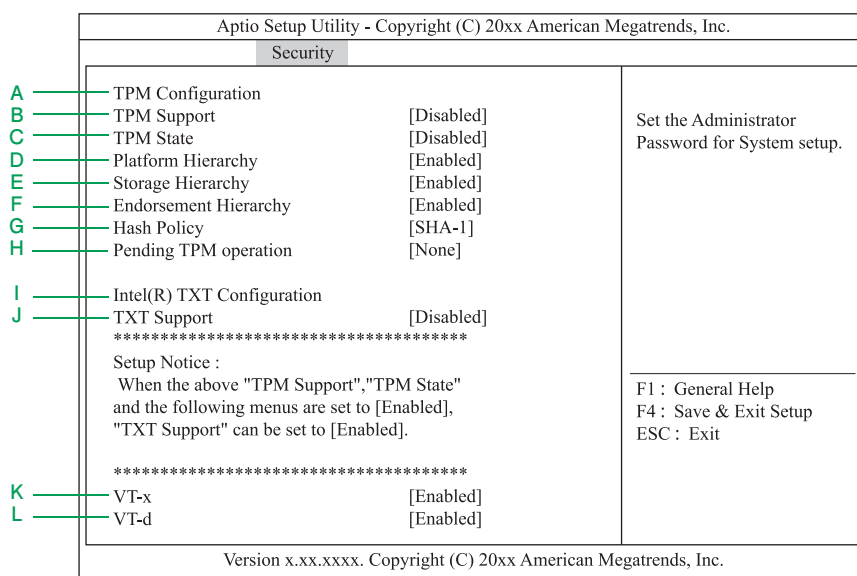 Aptio Setup Utility - Copyright (C) 20xx American Megatrends, Inc.
Security
A TPM Configuration
B TPM Support [Disabled]
C TPM State [Disabled]
D Platform Hierarchy [Enabled]
E Storage Hierarchy [Enabled]
F Endorsement Hierarchy [Enabled]
G Hash Policy [SHA-1]
H Pending TPM operation [None]
I Intel(R) TXT Configuration
J TXT Support [Disabled]
**************************************
Setup Notice :
When the above "TPM Support","TPM State"
and the following menus are set to [Enabled],
"TXT Support" can be set to [Enabled].
**************************************
K VT-x [Enabled]
L VT-d [Enabled]
Set the Administrator
Password for System setup.
F1 : General Help
F4 : Save & Exit Setup
ESC : Exit
Version x.xx.xxxx. Copyright (C) 20xx American Megatrends, Inc.